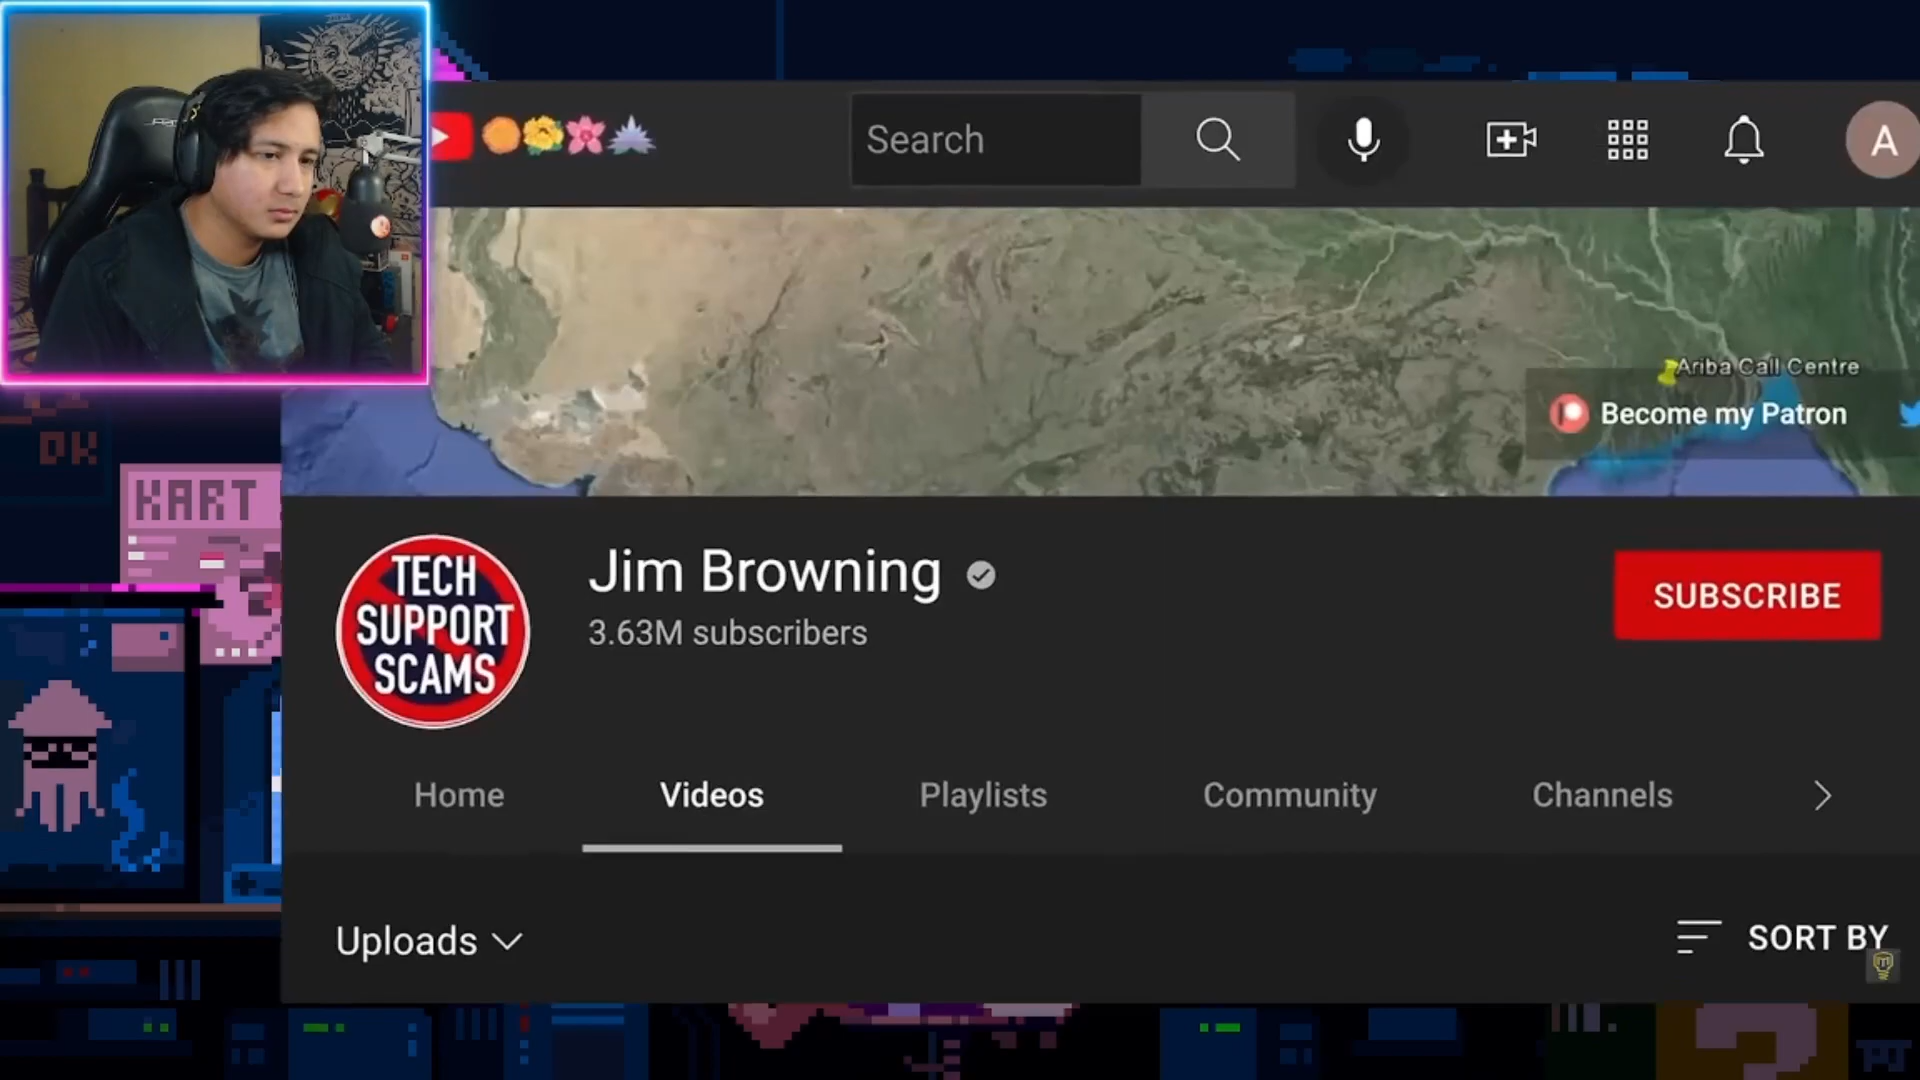 Search
A
Ariba Call Centre
Become my Patron
DK
KART
TECH
SUPPORT
SCAMS
Jim Browning
3.63M subscribers
SUBSCRIBE
Home
Videos
Playlists
Community
Channels
Uploads
SORT BY